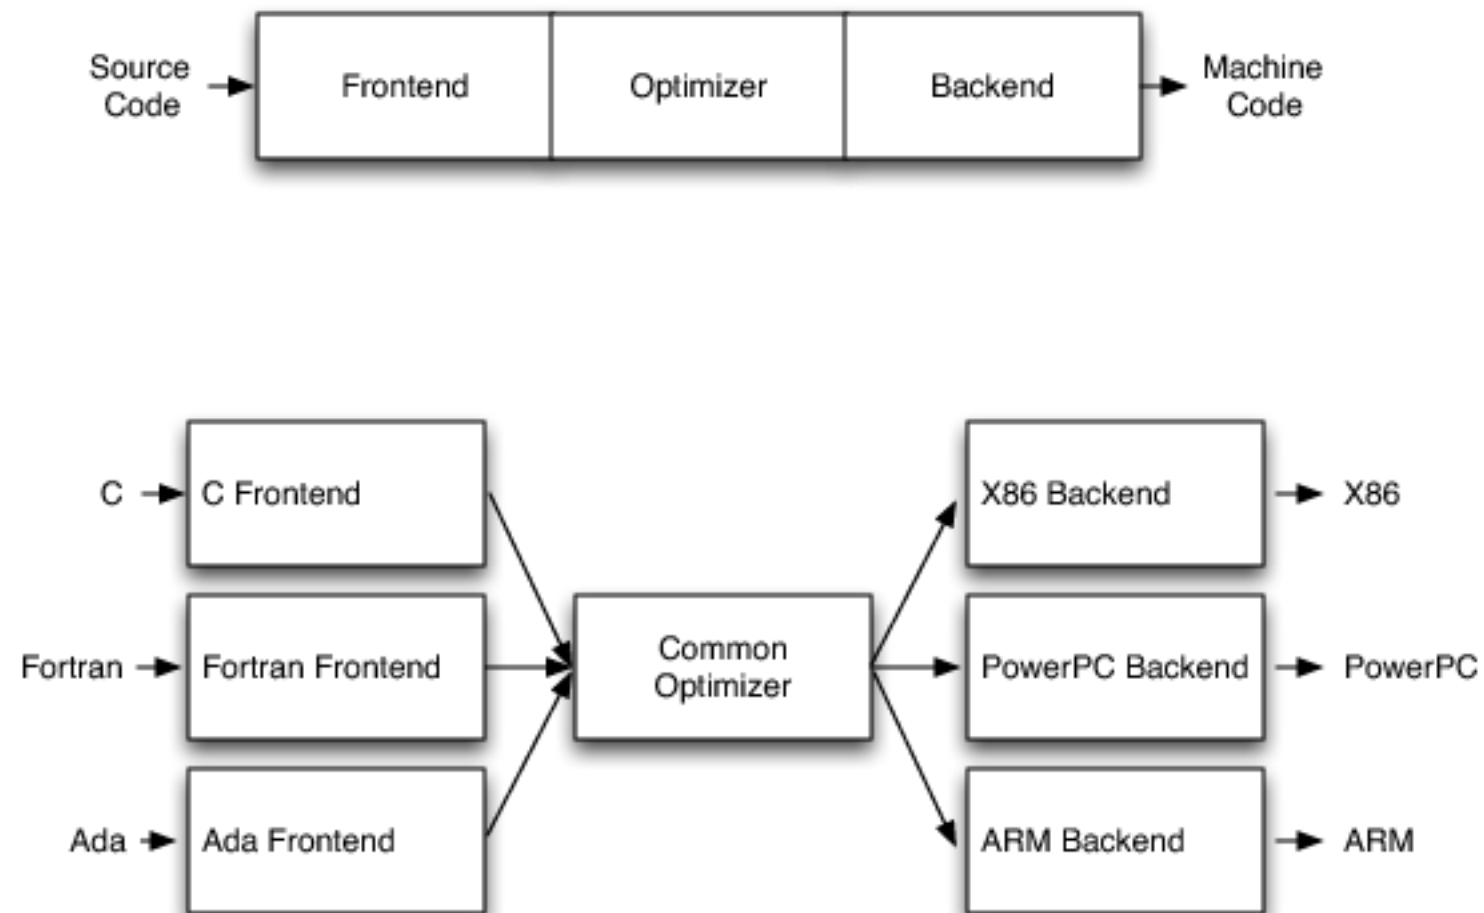 Source
Code
Frontend
Optimizer
Backend
Machine
Code
C
C Frontend
X86 Backend
X86
Fortran
Fortran Frontend
Common
Optimizer
PowerPC Backend
PowerPC
Ada
Ada Frontend
ARM Backend
ARM